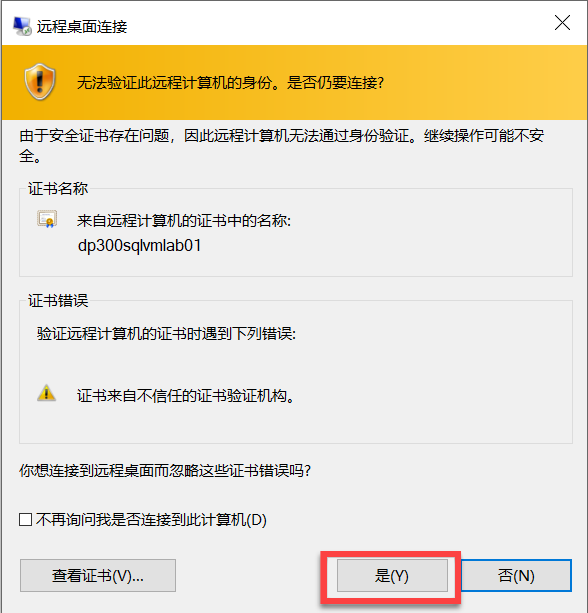 远程桌面连接
无法验证此远程计算机的身份。是否仍要连接?
由于安全证书存在问题，因此远程计算机无法通过身份验证。继续操作可能不安
全。
证书名称
来自远程计算机的证书中的名称:
dp300sqlvmlab01
证书错误
验证远程计算机的证书时遇到下列错误:
证书来自不信任的证书验证机构。
你想连接到远程桌面而忽略这些证书错误吗?
不再询问我是否连接到此计算机(D)
查看证书(V)...
是(Y)
否(N)